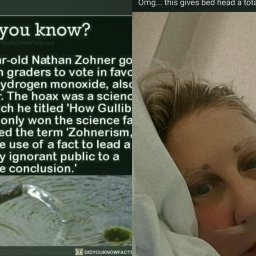 you know?
ar-old Nathan Zohner go
n graders to vote in favo
ydrogen monoxide, also
r. The hoax was a scienc
ch he titled 'How Gullib
only won the science fa
ed the term 'Zohnerism,
e use of a fact to lead a
y ignorant public to a
e conclusion.'
DIDYOUKNOWFACT
Omg... this gives bed head a tota